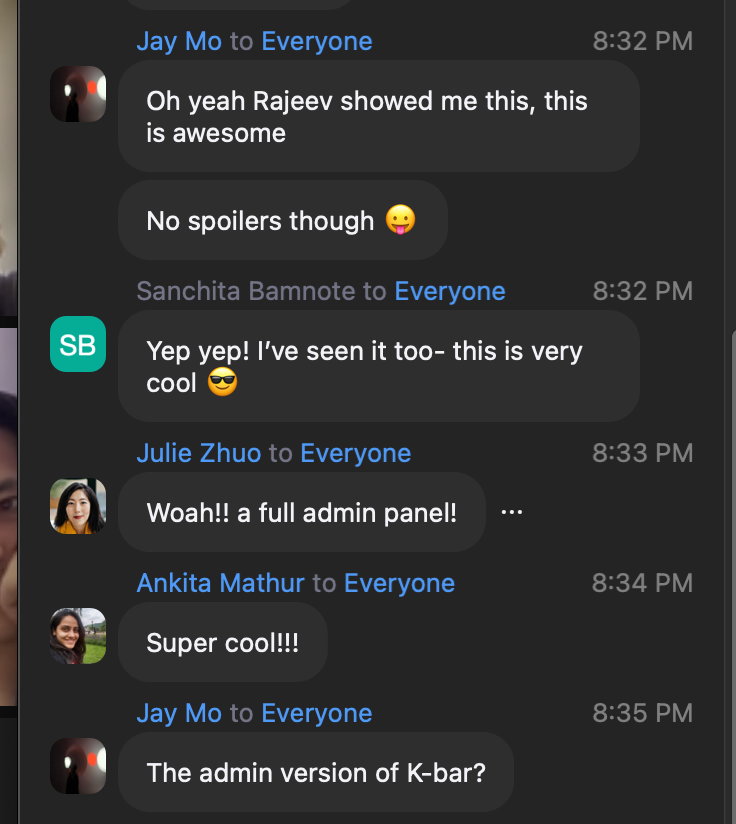 Jay Mo to Everyone 8:32 PM
Oh yeah Rajeev showed me this, this
is awesome
No spoilers though 😛
Sanchita Bamnote to Everyone 8:32 PM
SB
Yep yep! I’ve seen it too- this is very
cool 😎
Julie Zhuo to Everyone 8:33 PM
Woah!! a full admin panel! ...
Ankita Mathur to Everyone 8:34 PM
Super cool!!!
Jay Mo to Everyone 8:35 PM
The admin version of K-bar?